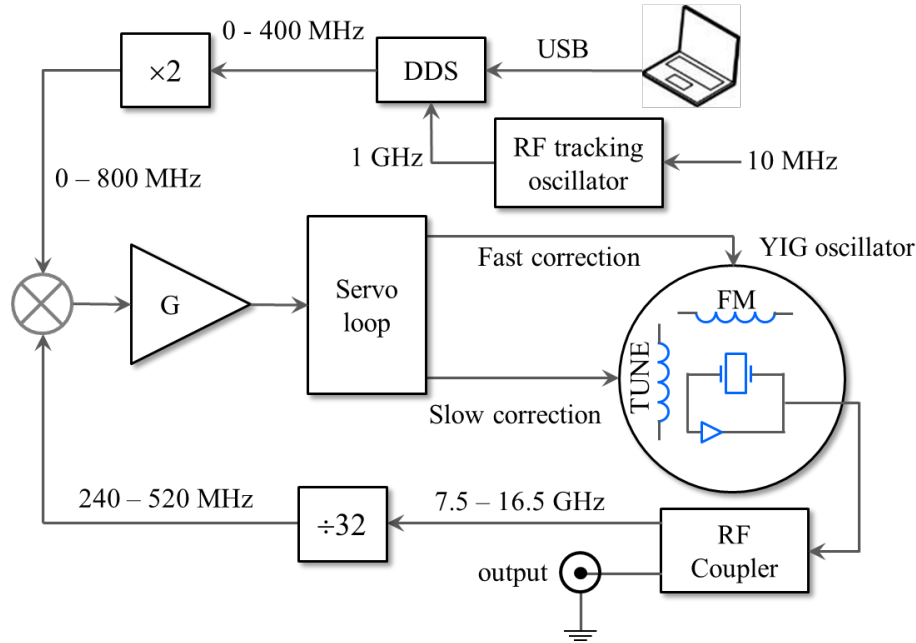 0 - 400 MHz
USB
×2
DDS
1 GHz
RF tracking
oscillator
10 MHz
0 – 800 MHz
Fast correction
YIG oscillator
G
Servo
loop
FM
TUNE
Slow correction
240 – 520 MHz
7.5 – 16.5 GHz
÷32
RF
Coupler
output